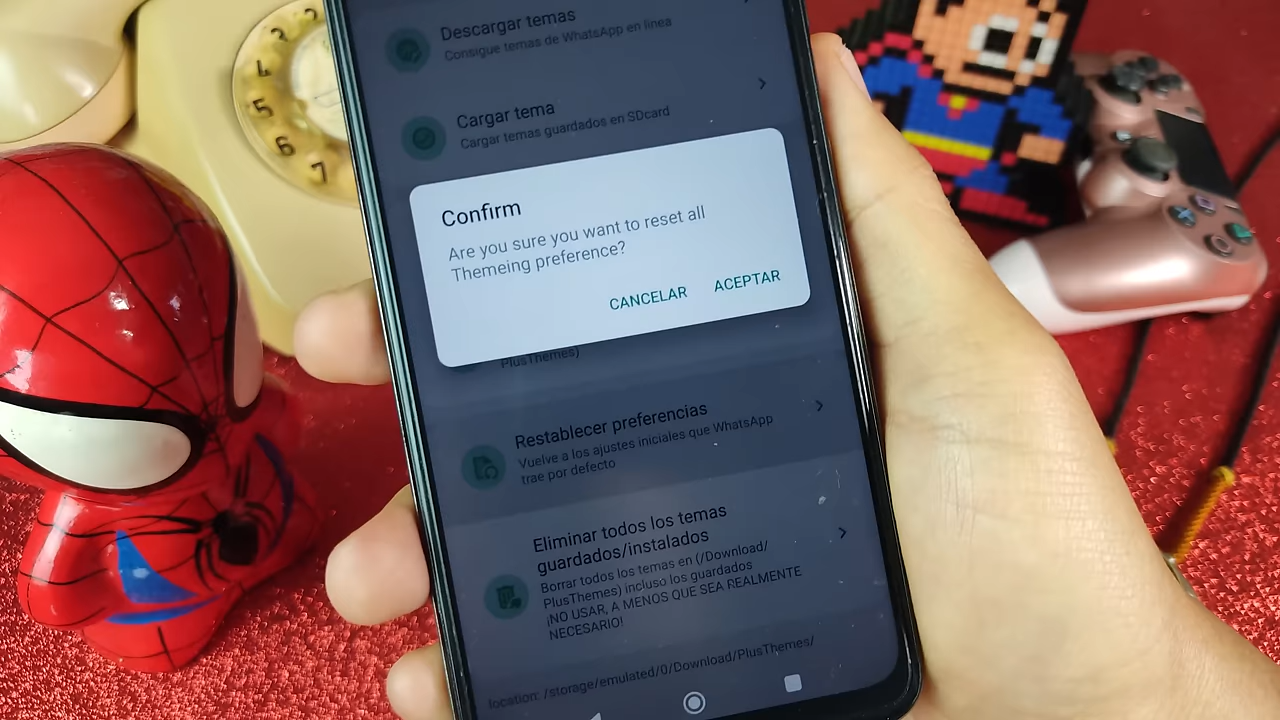 Descargar temas
Consigue temas de WhatsApp en línea
Cargar tema
Cargar temas guardados en SDcard
Confirm
Are you sure you want to reset all
Themeing preference?
CANCELAR ACEPTAR
PlusThemes)
Restablecer preferencias
Vuelve a los ajustes iniciales que WhatsApp
trae por defecto
Eliminar todos los temas
guardados/instalados
Borrar todos los temas en (/Download/
PlusThemes) incluso los guardados
¡NO USAR, A MENOS QUE SEA REALMENTE
NECESARIO!
location: /storage/emulated/0/Download/PlusThemes/
5
6
7